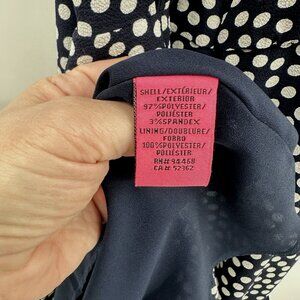 SHELL/EXTÉRIEUR/
EXTERIOR
97%POLYESTER/
POLIÉSTER
3%SPANDEX
LINING/DOUBLURE/
FORRO
100%POLYESTER/
POLIÉSTER
RN# 94468
CA# 52362